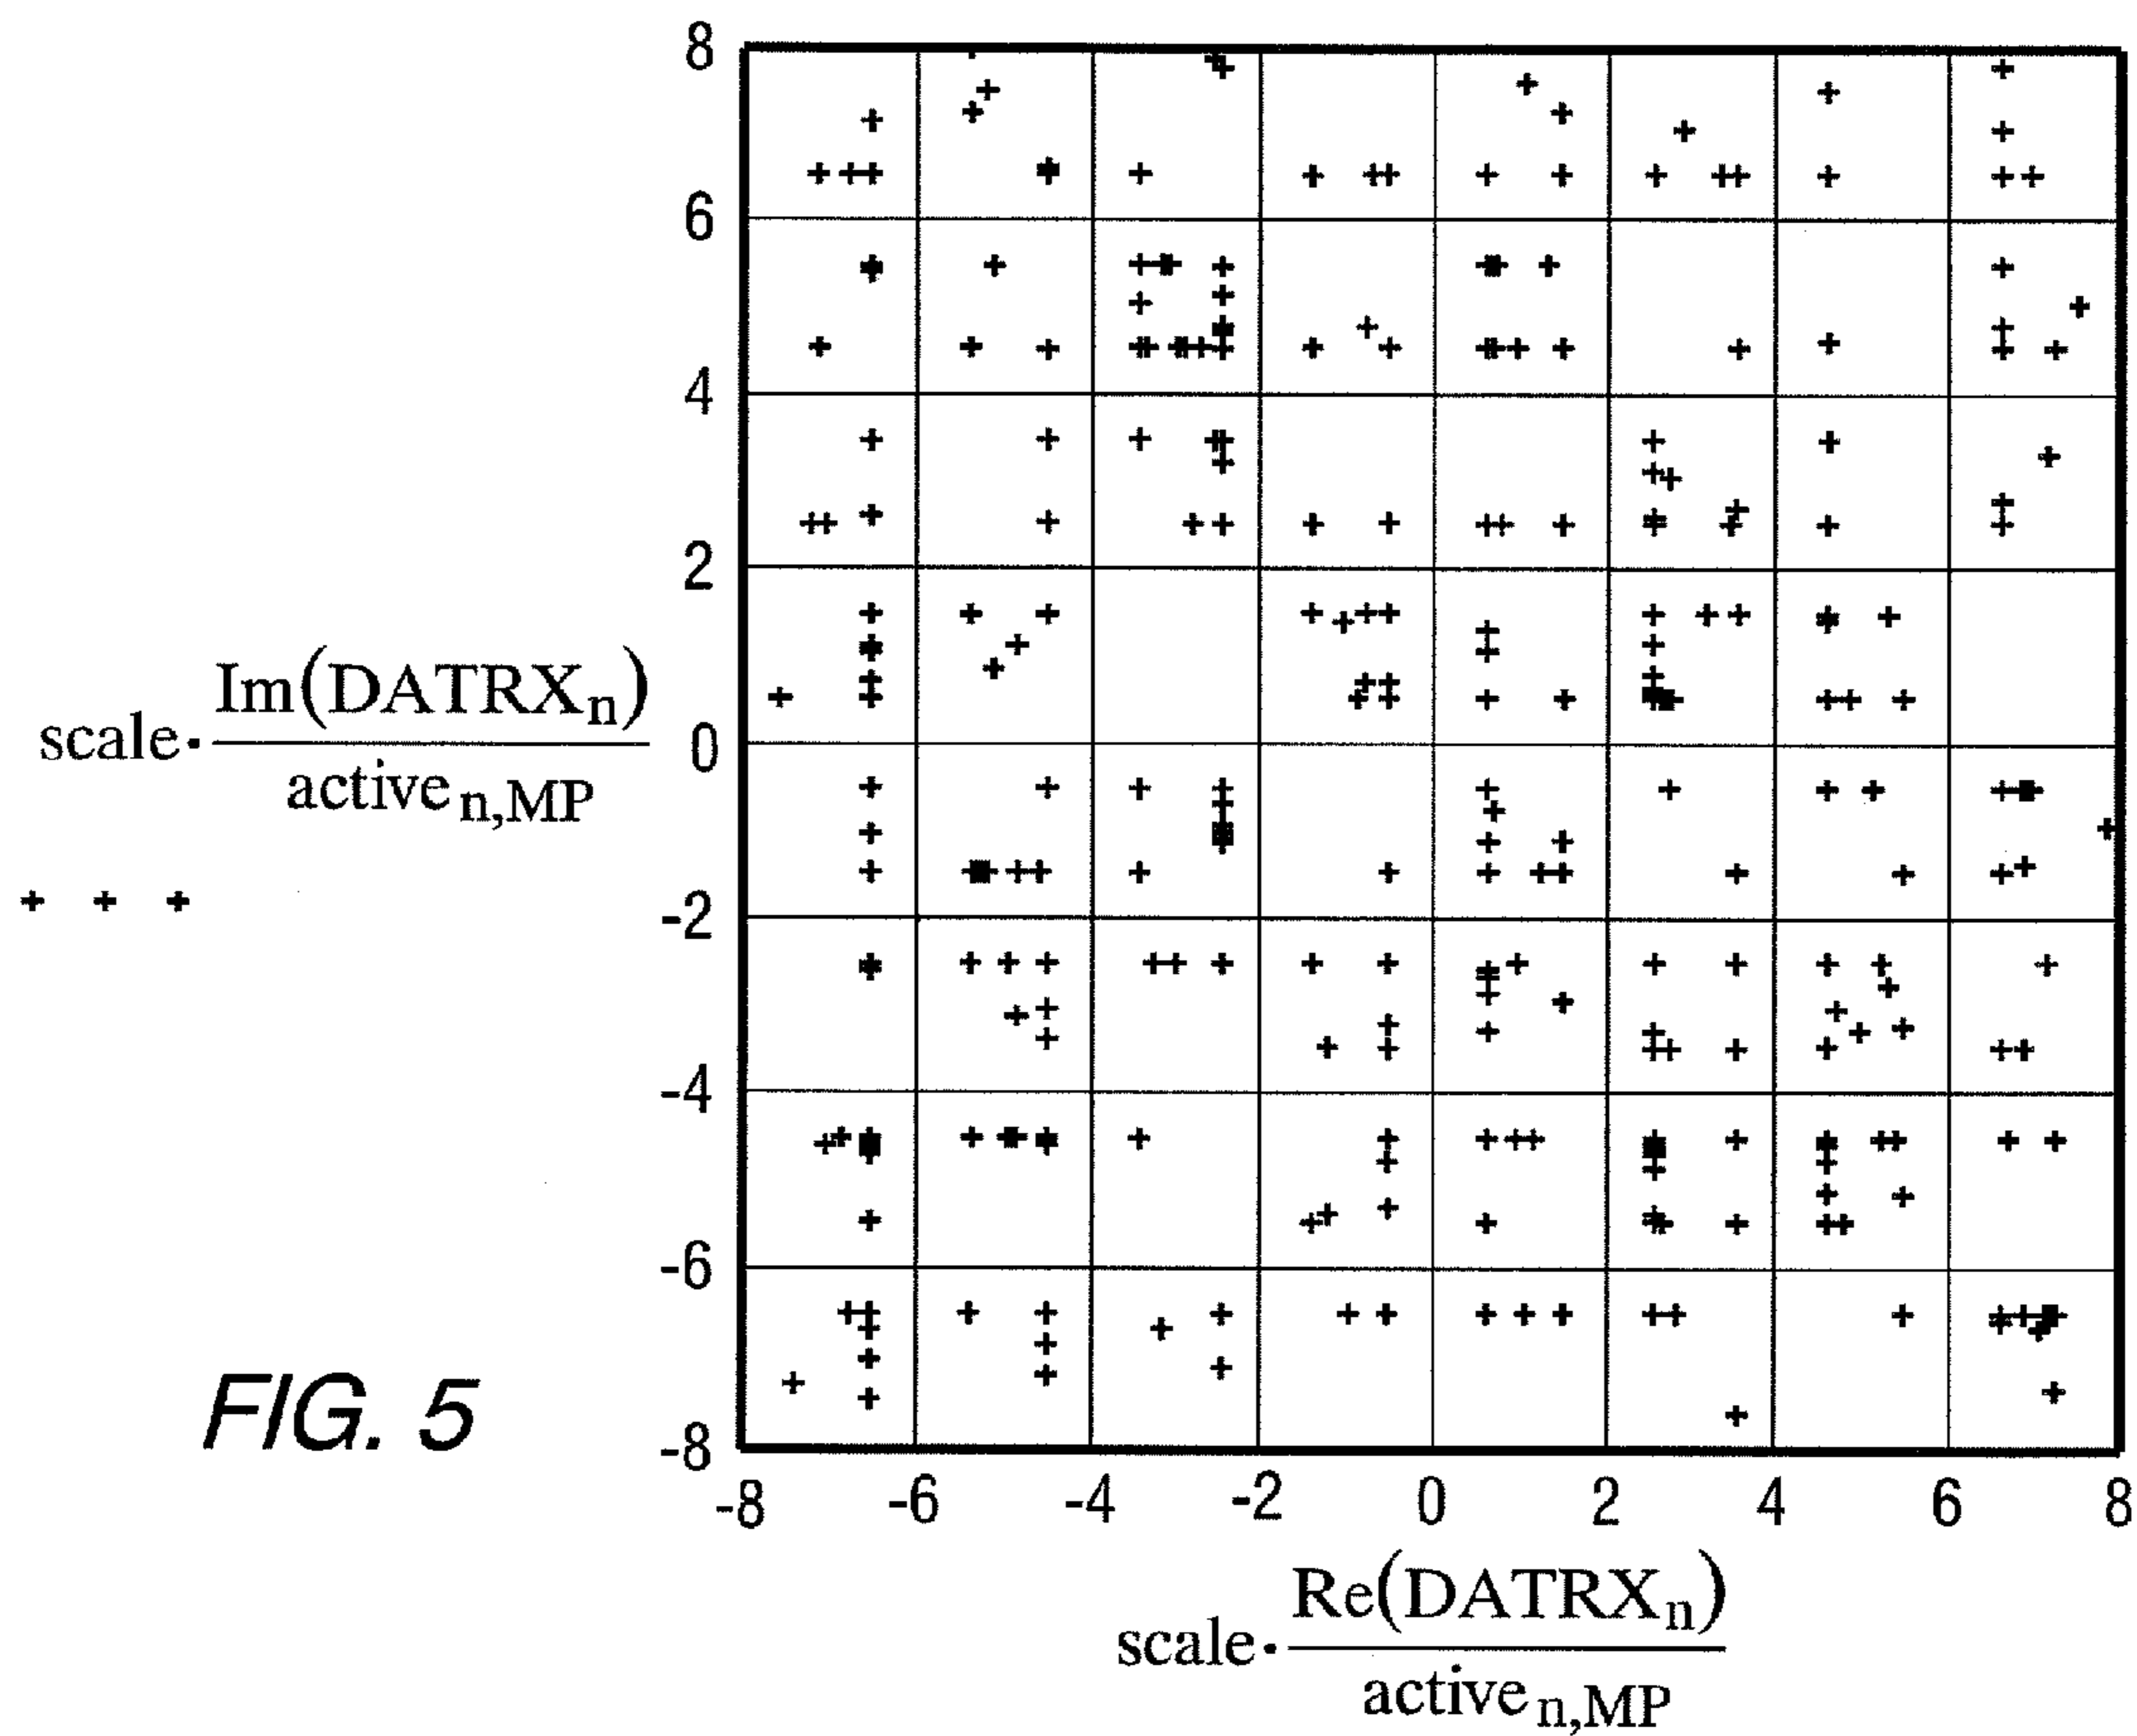 8
6
4
2
0
-2
-4
-6
-8
scale · Im(DATRXn)
activen,MP
+ + +
FIG. 5
-8 -6 -4 -2 0 2 4 6 8
scale · Re(DATRXn)
activen,MP